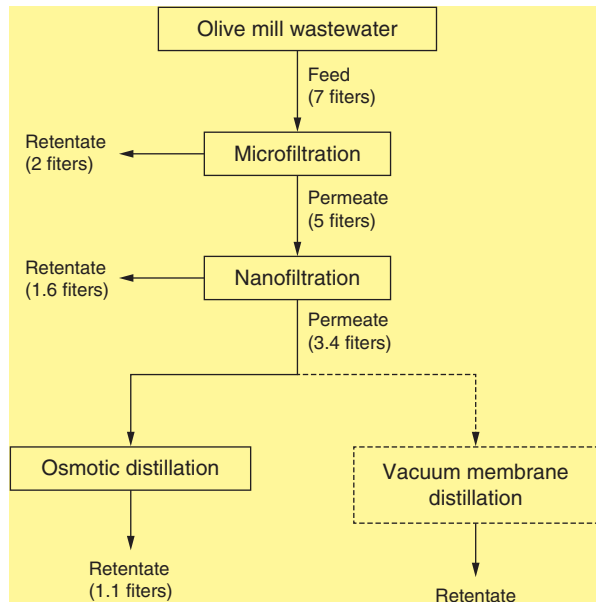 Olive mill wastewater
Feed
(7 fiters)
Retentate
(2 fiters)
Microfiltration
Permeate
(5 fiters)
Retentate
(1.6 fiters)
Nanofiltration
Permeate
(3.4 fiters)
Osmotic distillation
Vacuum membrane
distillation
Retentate
(1.1 fiters)
Retentate